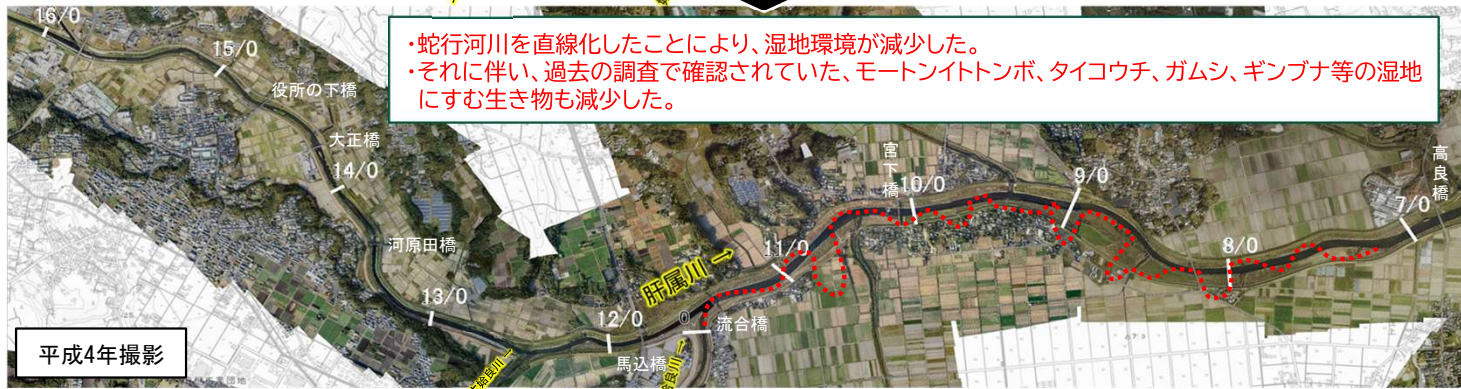 ・蛇行河川を直線化したことにより、湿地環境が減少した。
・それに伴い、過去の調査で確認されていた、モートンイトトンボ、タイコウチ、ガムシ、ギンブナ等の湿地
にすむ生き物も減少した。
16/0
15/0
役所の下橋
大正橋
14/0
河原田橋
13/0
12/0
馬込橋
0
流合橋
肝属川→
11/0
宮下橋
10/0
9/0
8/0
高良橋
7/0
平成4年撮影